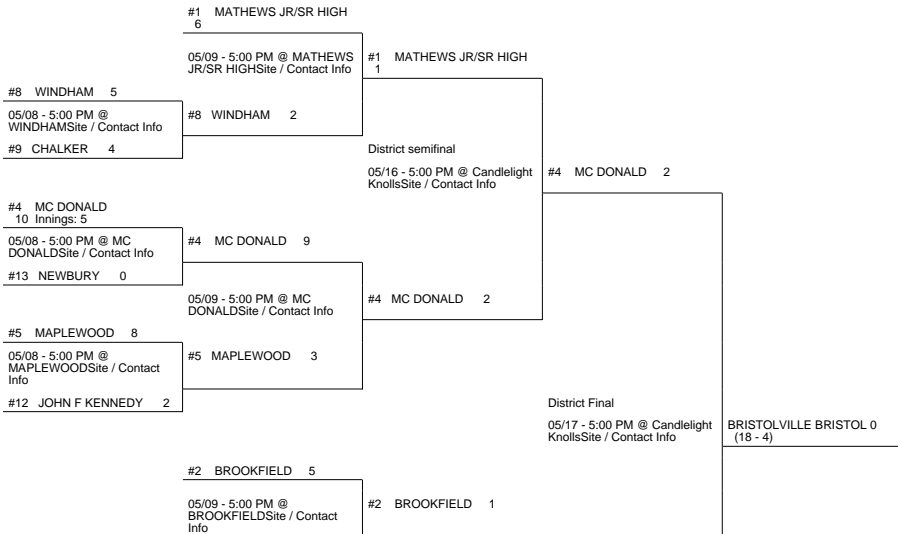 #1 MATHEWS JR/SR HIGH
6
05/09 - 5:00 PM @ MATHEWS
JR/SR HIGHSite / Contact Info
#1 MATHEWS JR/SR HIGH
1
#8 WINDHAM 5
05/08 - 5:00 PM @
WINDHAMSite / Contact Info
#9 CHALKER 4
#8 WINDHAM 2
District semifinal
05/16 - 5:00 PM @ Candlelight
KnollsSite / Contact Info
#4 MC DONALD 2
#4 MC DONALD
10 Innings: 5
05/08 - 5:00 PM @ MC
DONALDSite / Contact Info
#13 NEWBURY 0
#4 MC DONALD 9
05/09 - 5:00 PM @ MC
DONALDSite / Contact Info
#4 MC DONALD 2
#5 MAPLEWOOD 8
05/08 - 5:00 PM @
MAPLEWOODSite / Contact
Info
#12 JOHN F KENNEDY 2
#5 MAPLEWOOD 3
District Final
05/17 - 5:00 PM @ Candlelight
KnollsSite / Contact Info
BRISTOLVILLE BRISTOL 0
(18 - 4)
#2 BROOKFIELD 5
05/09 - 5:00 PM @
BROOKFIELDSite / Contact
Info
#2 BROOKFIELD 1